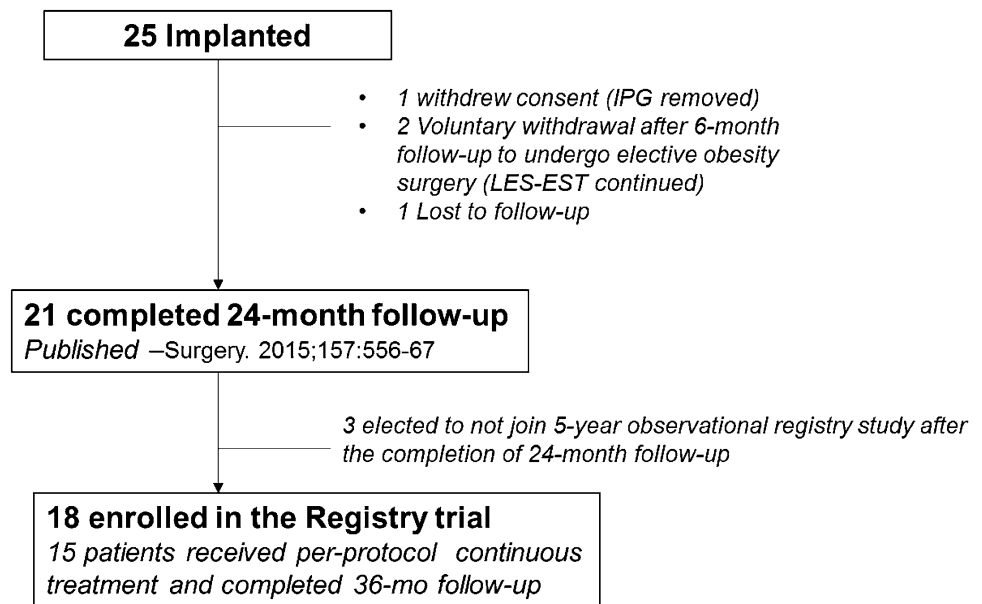 25 Implanted
• 1 withdrew consent (IPG removed)
• 2 Voluntary withdrawal after 6-month
follow-up to undergo elective obesity
surgery (LES-EST continued)
• 1 Lost to follow-up
21 completed 24-month follow-up
Published –Surgery. 2015;157:556-67
3 elected to not join 5-year observational registry study after
the completion of 24-month follow-up
18 enrolled in the Registry trial
15 patients received per-protocol continuous
treatment and completed 36-mo follow-up